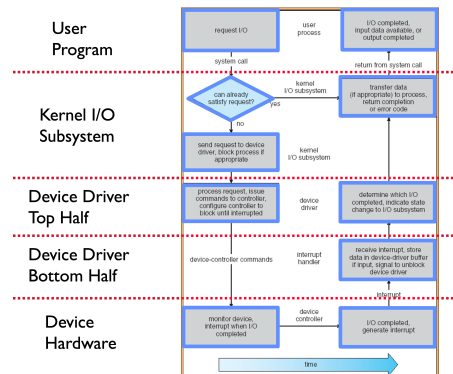 User
Program
request I/O
user
process
I/O completed,
input data available, or
output completed
system call
return from system call
Kernel I/O
Subsystem
can already
satisfy request?
yes
no
kernel
I/O subsystem
transfer data
(if appropriate) to process,
return completion
or error code
send request to device
driver, block process if
appropriate
kernel
I/O subsystem
Device Driver
Top Half
process request, issue
commands to controller,
configure controller to
block until interrupted
device
driver
determine which I/O
completed, indicate state
change to I/O subsystem
Device Driver
Bottom Half
device-controller commands
interrupt
handler
receive interrupt, store
data in device-driver buffer
if input, signal to unblock
device driver
interrupt
Device
Hardware
monitor device,
interrupt when I/O
completed
device
controller
I/O completed,
generate interrupt
time